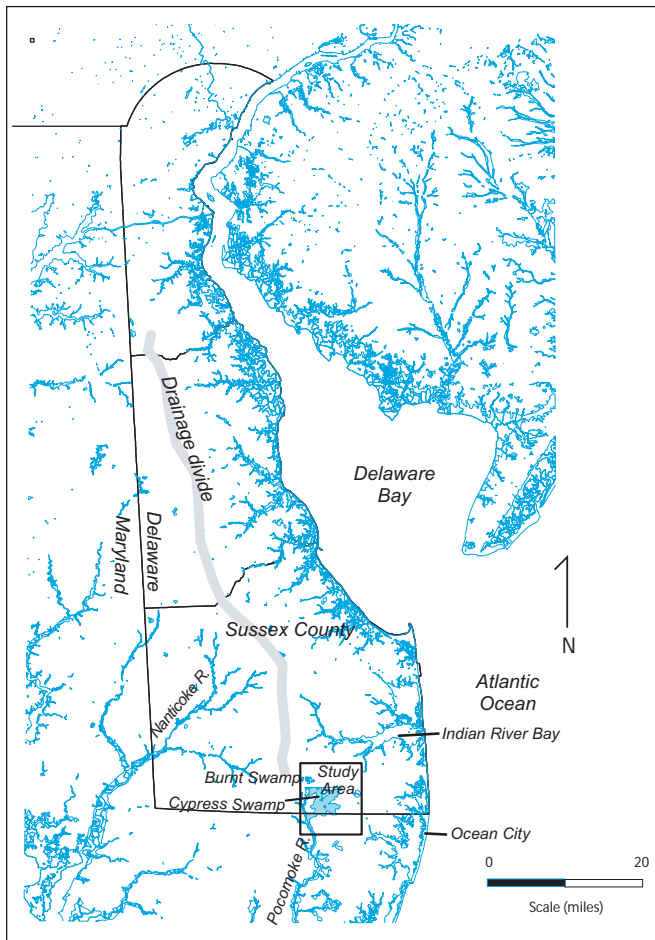 Drainage divide
Delaware
Bay
Maryland
Delaware
N
Sussex County
Nanticoke R.
Atlantic
Ocean
Indian River Bay
Burnt Swamp
Study
Area
Cypress Swamp
Ocean City
Pocomoke R.
0 20
Scale (miles)